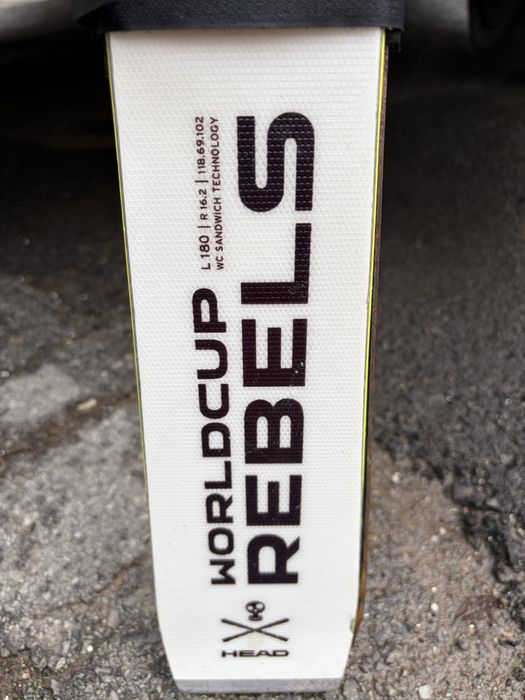 L 180 | R 16.2 | 118.69.102
WC SANDWICH TECHNOLOGY
WORLDCUP
REBELS
HEAD